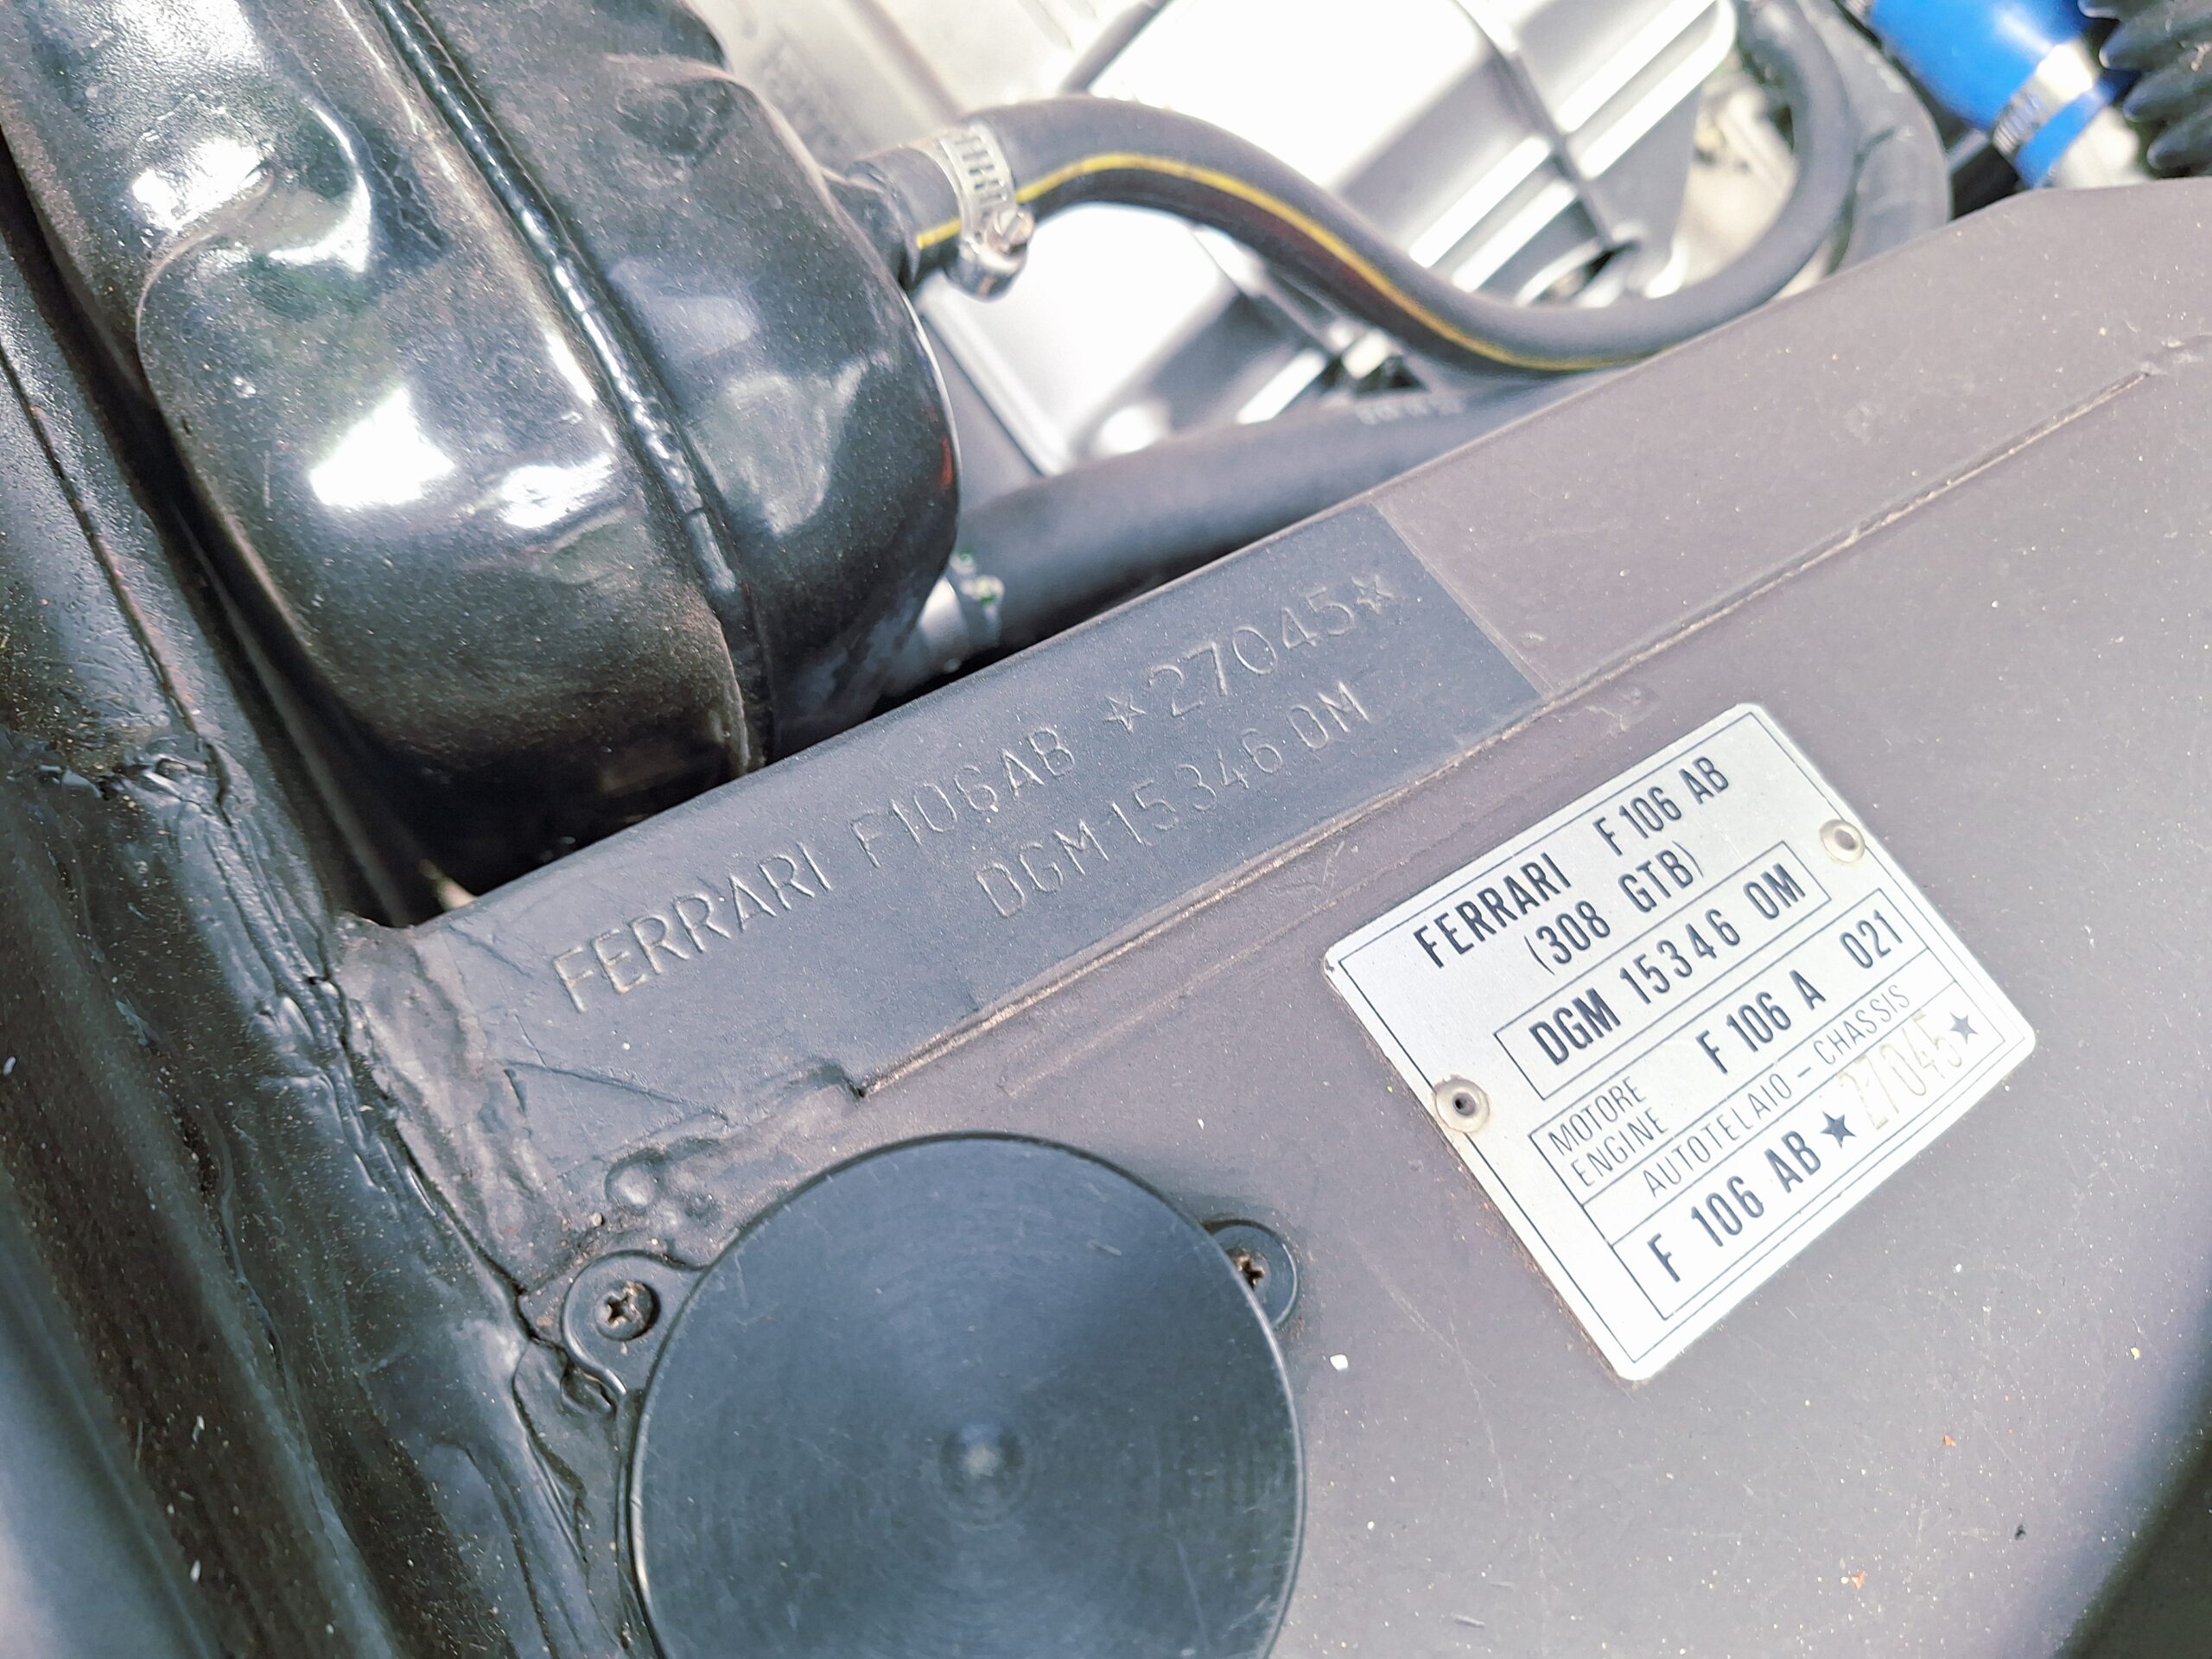 FERRARI F106AB ☆27045☆
DGM 15346 OM
FERRARI F 106 AB
(308 GTB)
DGM 15346 OM
MOTORE
ENGINE
F 106 A 021
AUTOTELAIO - CHASSIS
F 106 AB ★ 27045 ★